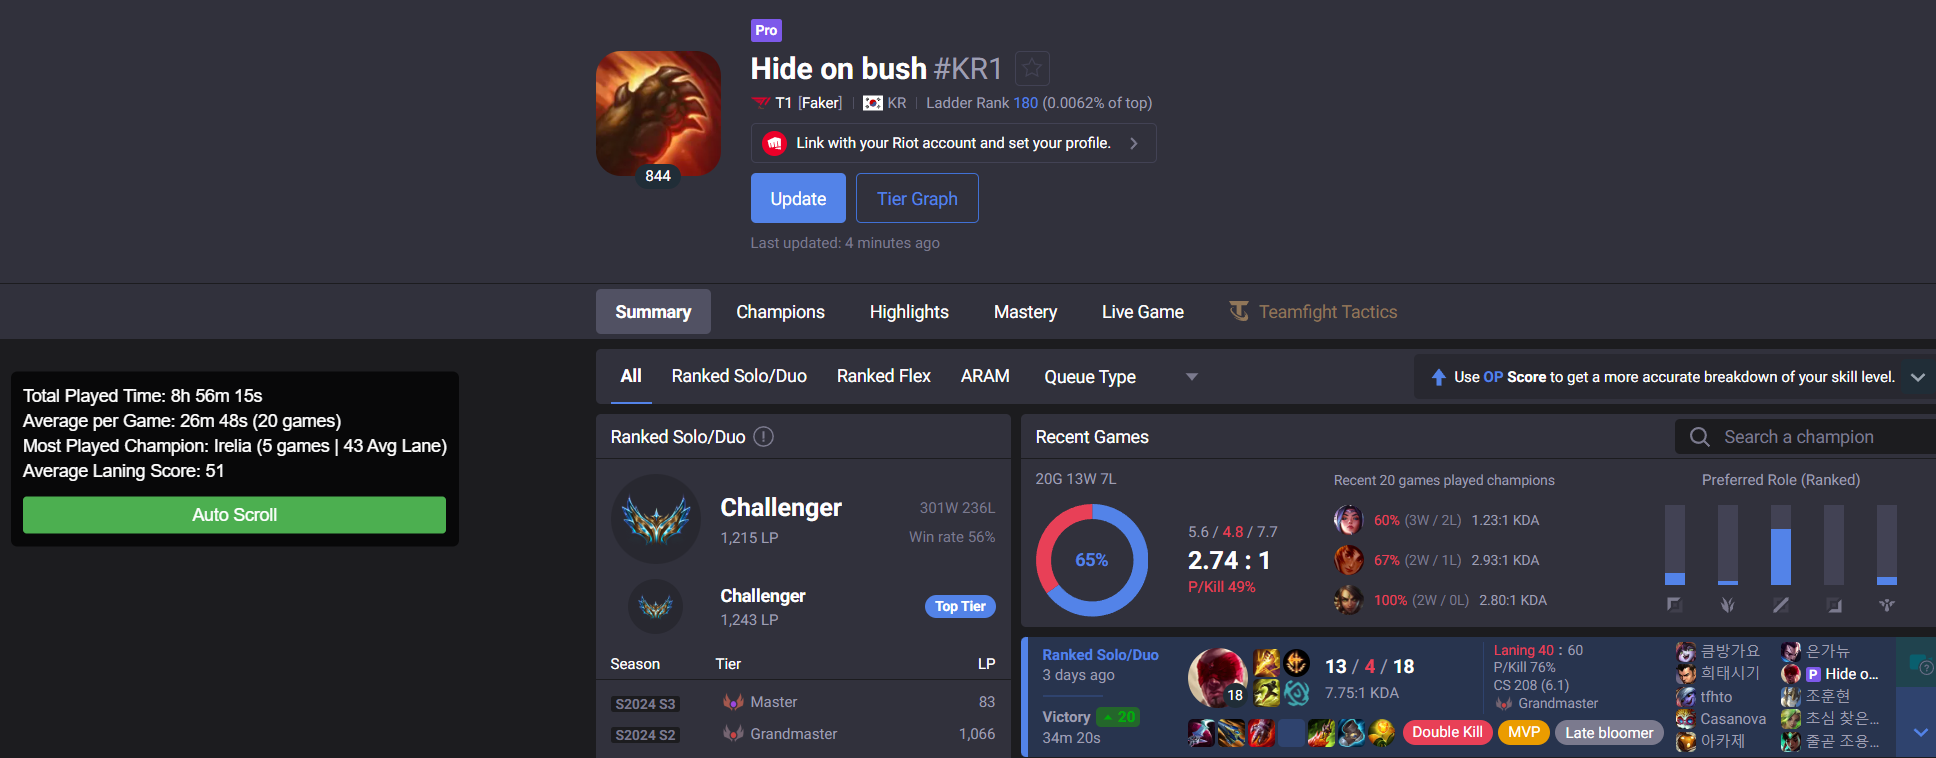 Pro
Hide on bush #KR1
T1 [Faker] KR Ladder Rank 180 (0.0062% of top)
Link with your Riot account and set your profile.
844
Update Tier Graph
Last updated: 4 minutes ago
Summary Champions Highlights Mastery Live Game Teamfight Tactics
All Ranked Solo/Duo Ranked Flex ARAM Queue Type
Use OP Score to get a more accurate breakdown of your skill level.
Total Played Time: 8h 56m 15s
Average per Game: 26m 48s (20 games)
Most Played Champion: Irelia (5 games | 43 Avg Lane)
Average Laning Score: 51
Auto Scroll
Ranked Solo/Duo
Challenger 301W 236L
1,215 LP Win rate 56%
Challenger Top Tier
1,243 LP
Season Tier LP
S2024 S3 Master 83
S2024 S2 Grandmaster 1,066
Recent Games
Search a champion
20G 13W 7L
65%
5.6 / 4.8 / 7.7
2.74 : 1
P/Kill 49%
Recent 20 games played champions
60% (3W / 2L) 1.23:1 KDA
67% (2W / 1L) 2.93:1 KDA
100% (2W / 0L) 2.80:1 KDA
Preferred Role (Ranked)
Ranked Solo/Duo
3 days ago
Victory 20
34m 20s
18
13 / 4 / 18
7.75:1 KDA
Laning 40 : 60
P/Kill 76%
CS 208 (6.1)
Grandmaster
Double Kill MVP Late bloomer
큼방가요
희태시기
tfhto
Casanova
아카제
은가뉴
P Hide o...
조훈현
초심 찾은...
줄곧 조용...